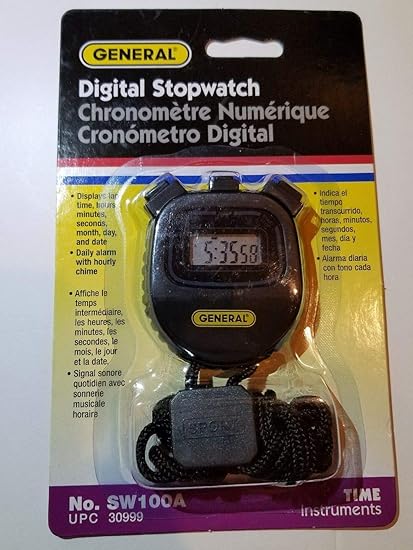 GENERAL®
Digital Stopwatch
Chronomètre Numérique
Cronómetro Digital
• Displays lap
time, hours
minutes,
seconds,
month, day,
and date
• Daily alarm
with hourly
chime
• Affiche le
temps
intermédiaire,
les heures, les
minutes, les
secondes, le
mois, le jour
et la date.
• Signal sonore
quotidien avec
sonnerie
musicale
horaire
5:35 58
GENERAL
SPORT
• Indica el
tiempo
transcurrido,
horas, minutos,
segundos,
mes, día y
fecha
• Alarma diaria
con tono cada
hora
No. SW100A
UPC 30999
TIME
instruments